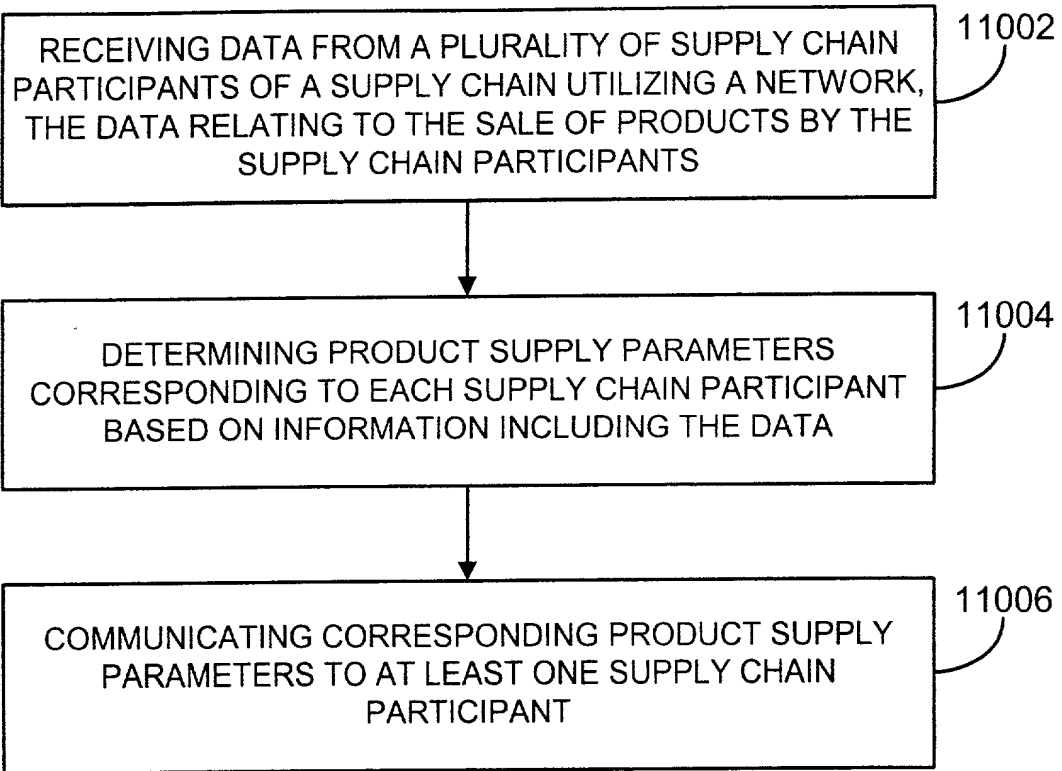 RECEIVING DATA FROM A PLURALITY OF SUPPLY CHAIN
PARTICIPANTS OF A SUPPLY CHAIN UTILIZING A NETWORK,
THE DATA RELATING TO THE SALE OF PRODUCTS BY THE
SUPPLY CHAIN PARTICIPANTS
11002
DETERMINING PRODUCT SUPPLY PARAMETERS
CORRESPONDING TO EACH SUPPLY CHAIN PARTICIPANT
BASED ON INFORMATION INCLUDING THE DATA
11004
COMMUNICATING CORRESPONDING PRODUCT SUPPLY
PARAMETERS TO AT LEAST ONE SUPPLY CHAIN
PARTICIPANT
11006